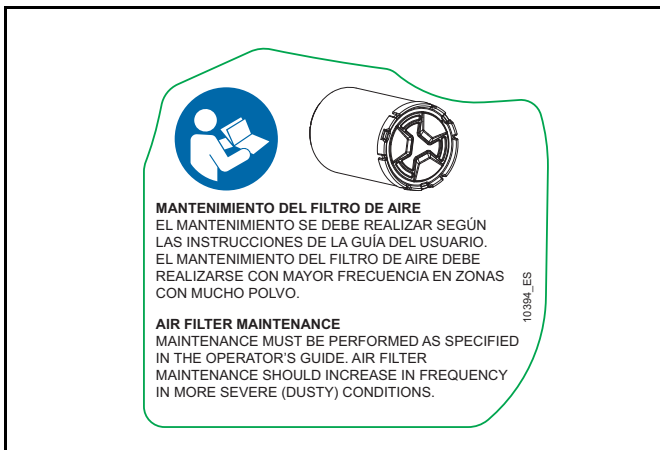 MANTENIMIENTO DEL FILTRO DE AIRE
EL MANTENIMIENTO SE DEBE REALIZAR SEGÚN
LAS INSTRUCCIONES DE LA GUÍA DEL USUARIO.
EL MANTENIMIENTO DEL FILTRO DE AIRE DEBE
REALIZARSE CON MAYOR FRECUENCIA EN ZONAS
CON MUCHO POLVO.
AIR FILTER MAINTENANCE
MAINTENANCE MUST BE PERFORMED AS SPECIFIED
IN THE OPERATOR'S GUIDE. AIR FILTER
MAINTENANCE SHOULD INCREASE IN FREQUENCY
IN MORE SEVERE (DUSTY) CONDITIONS.
10394_ES